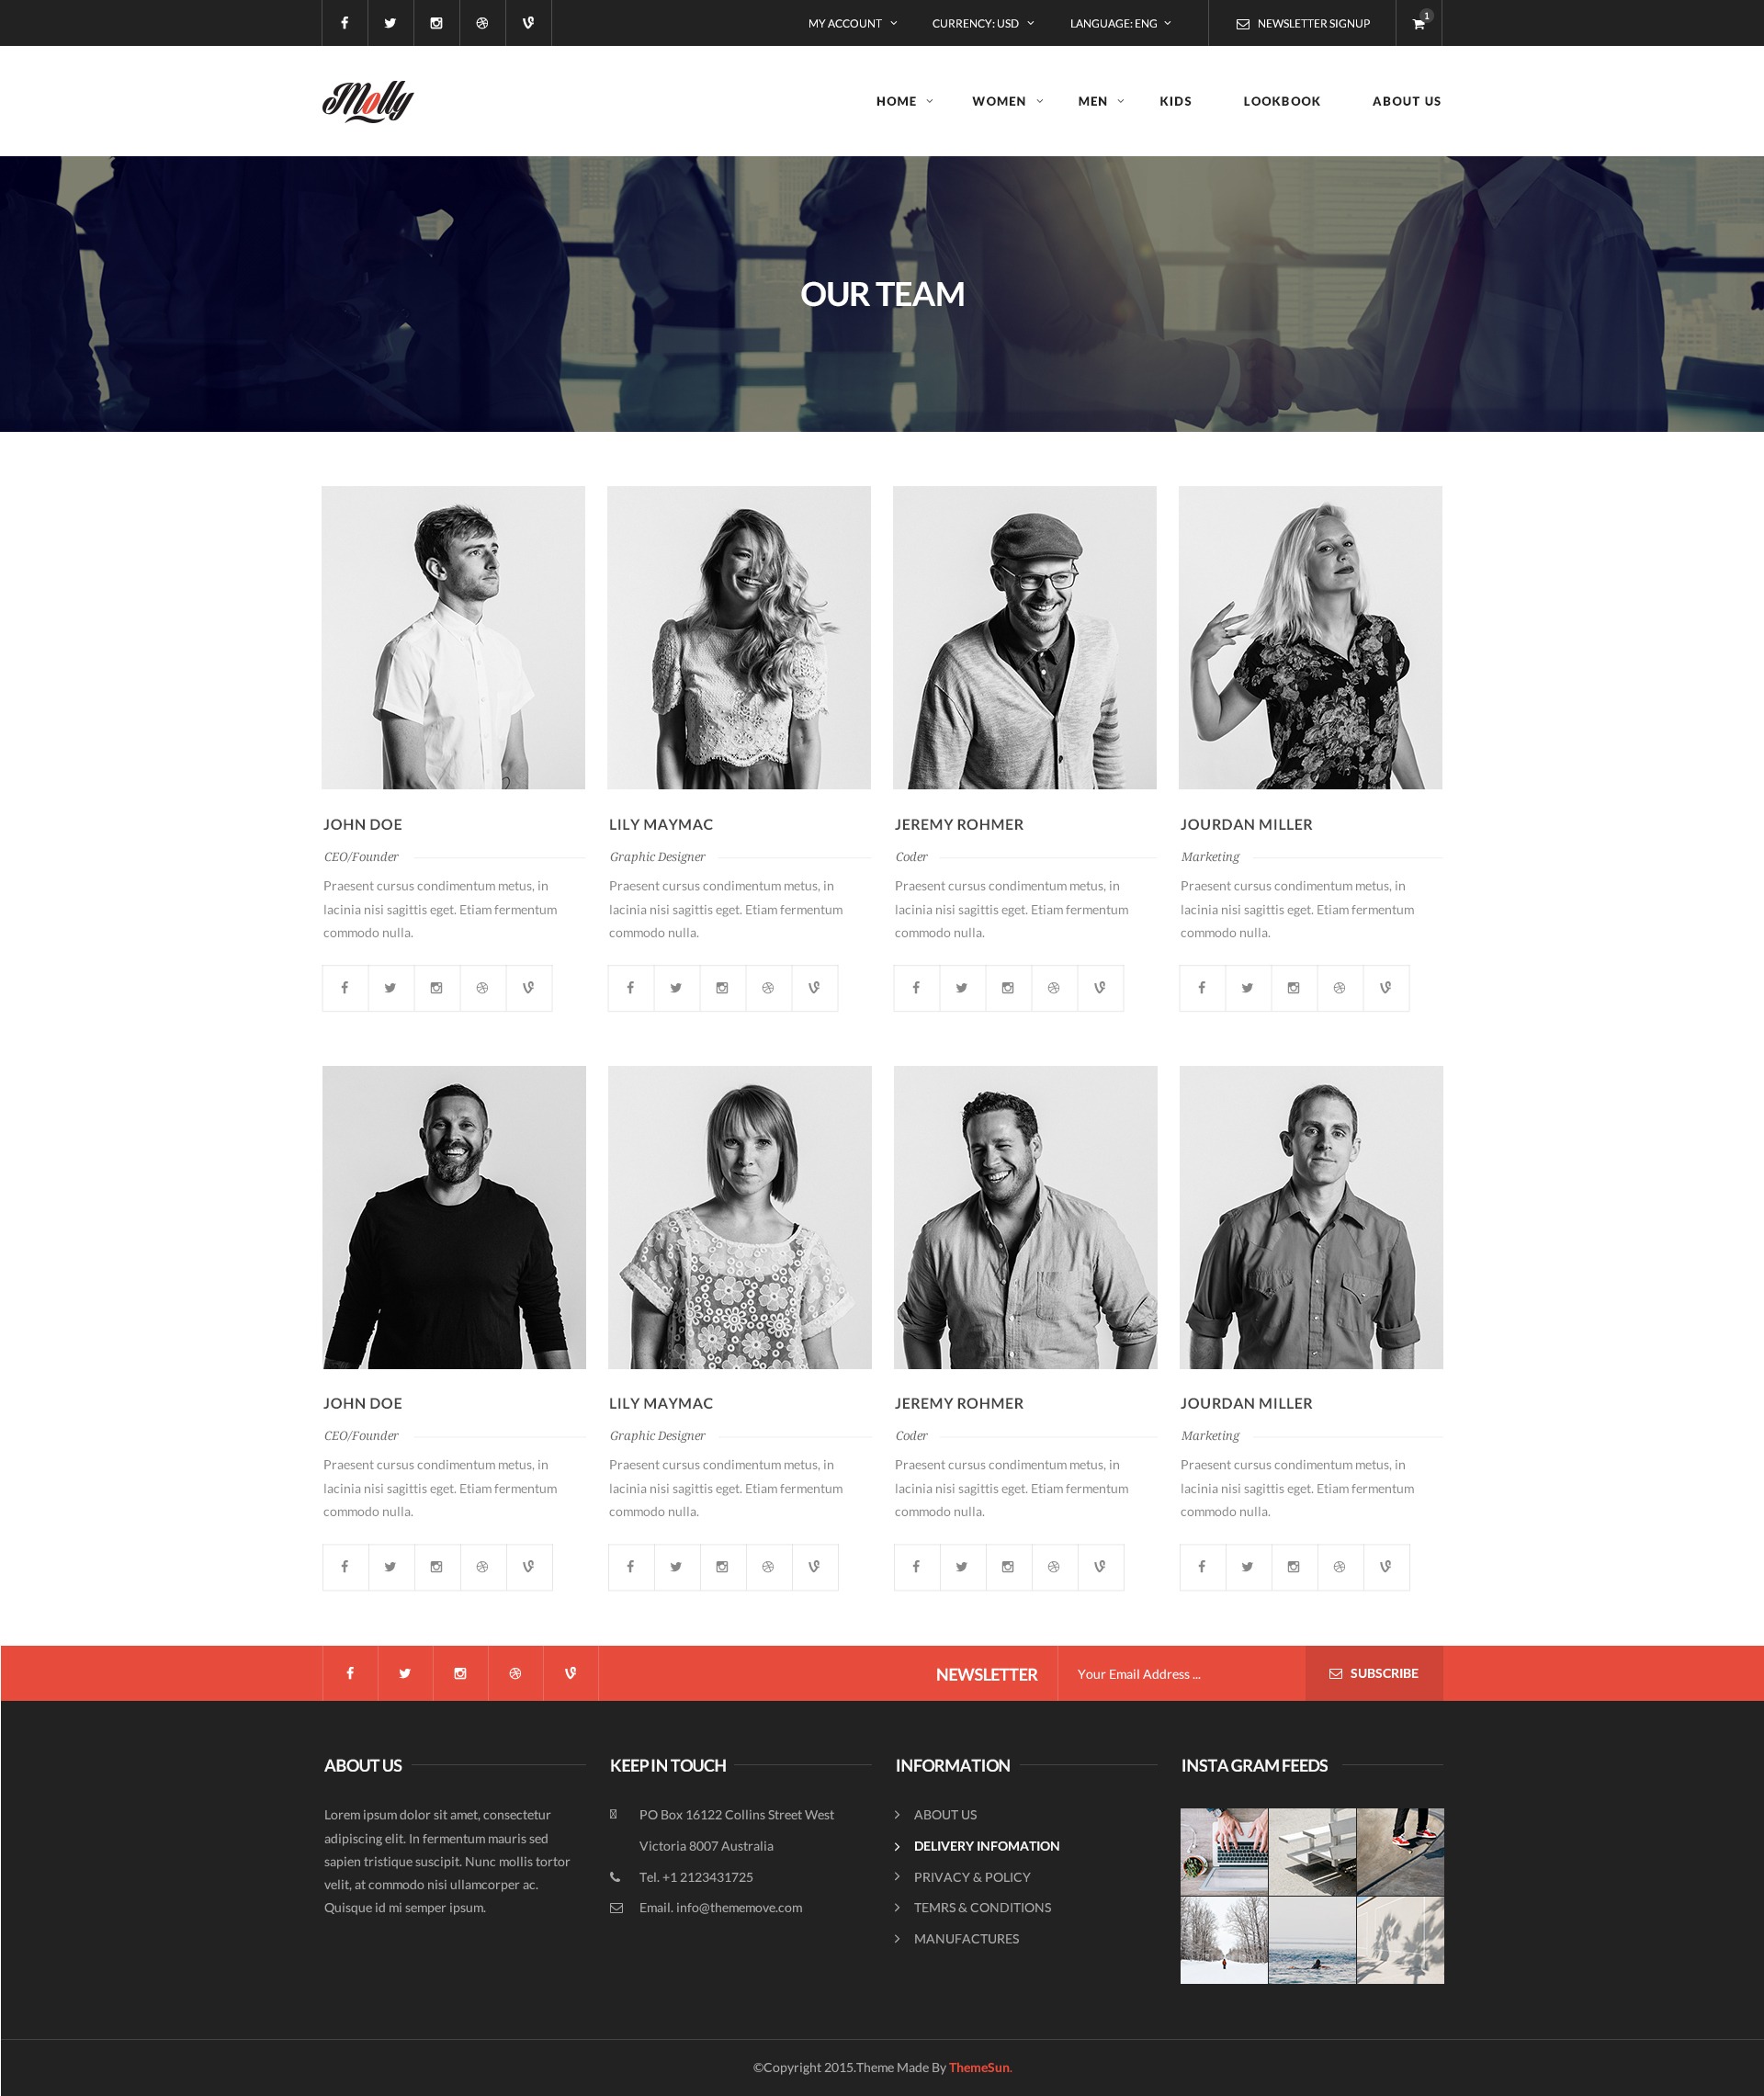 MY ACCOUNT CURRENCY: USD LANGUAGE: ENG NEWSLETTER SIGNUP 1
Molly
HOME WOMEN MEN KIDS LOOKBOOK ABOUT US
OUR TEAM
JOHN DOE
CEO/Founder
Praesent cursus condimentum metus, in
lacinia nisi sagittis eget. Etiam fermentum
commodo nulla.
LILY MAYMAC
Graphic Designer
Praesent cursus condimentum metus, in
lacinia nisi sagittis eget. Etiam fermentum
commodo nulla.
JEREMY ROHMER
Coder
Praesent cursus condimentum metus, in
lacinia nisi sagittis eget. Etiam fermentum
commodo nulla.
JOURDAN MILLER
Marketing
Praesent cursus condimentum metus, in
lacinia nisi sagittis eget. Etiam fermentum
commodo nulla.
JOHN DOE
CEO/Founder
Praesent cursus condimentum metus, in
lacinia nisi sagittis eget. Etiam fermentum
commodo nulla.
LILY MAYMAC
Graphic Designer
Praesent cursus condimentum metus, in
lacinia nisi sagittis eget. Etiam fermentum
commodo nulla.
JEREMY ROHMER
Coder
Praesent cursus condimentum metus, in
lacinia nisi sagittis eget. Etiam fermentum
commodo nulla.
JOURDAN MILLER
Marketing
Praesent cursus condimentum metus, in
lacinia nisi sagittis eget. Etiam fermentum
commodo nulla.
NEWSLETTER Your Email Address ... SUBSCRIBE
ABOUT US
Lorem ipsum dolor sit amet, consectetur
adipiscing elit. In fermentum mauris sed
sapien tristique suscipit. Nunc mollis tortor
velit, at commodo nisi ullamcorper ac.
Quisque id mi semper ipsum.
KEEP IN TOUCH
PO Box 16122 Collins Street West
Victoria 8007 Australia
Tel. +1 2123431725
Email. info@thememove.com
INFORMATION
ABOUT US
DELIVERY INFOMATION
PRIVACY & POLICY
TEMRS & CONDITIONS
MANUFACTURES
INSTA GRAM FEEDS
©Copyright 2015.Theme Made By ThemeSun.